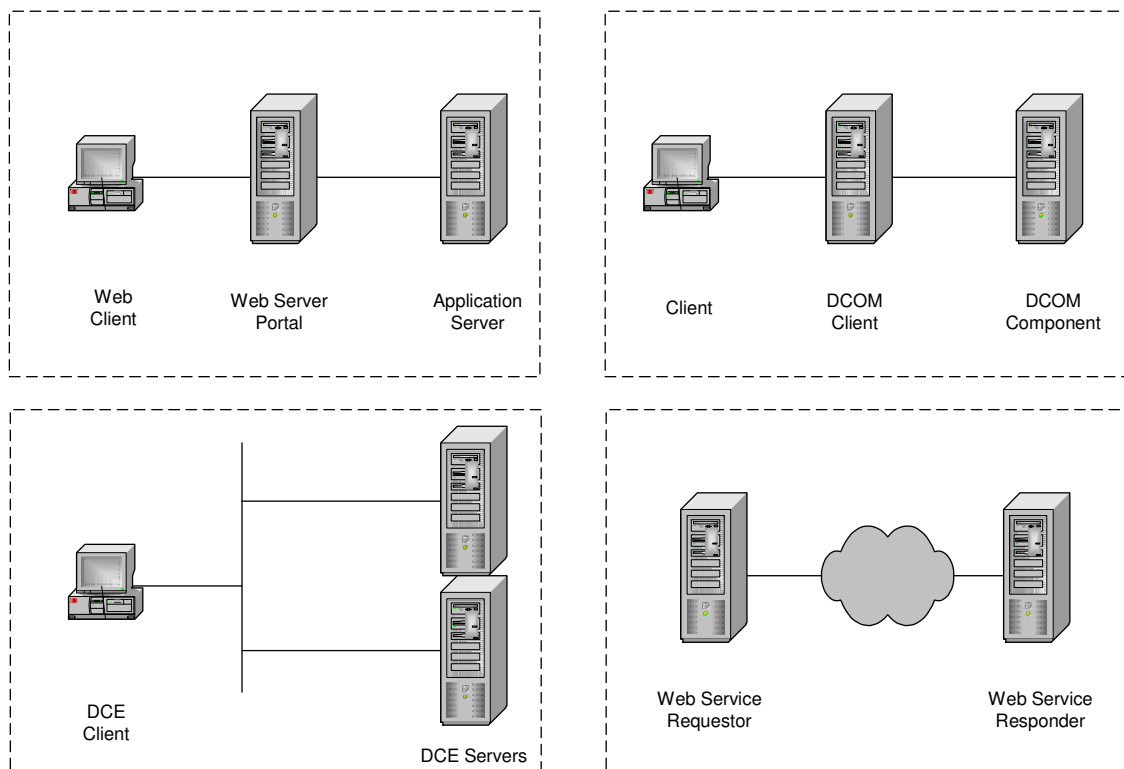 Web
Client
Web Server
Portal
Application
Server
Client
DCOM
Client
DCOM
Component
DCE
Client
DCE Servers
Web Service
Requestor
Web Service
Responder